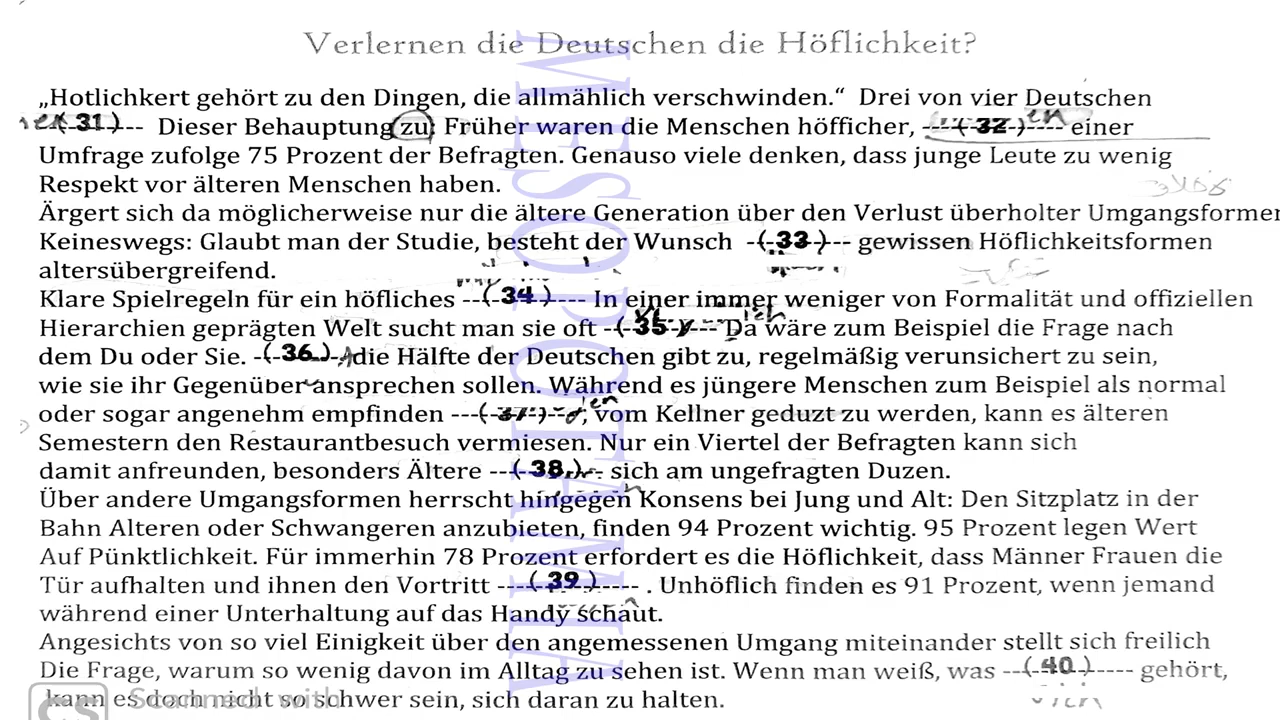 Verlernen die Deutschen die Höflichkeit?
„Hotlichkert gehört zu den Dingen, die allmählich verschwinden.“ Drei von vier Deutschen
---(31)--- Dieser Behauptung zu: Früher waren die Menschen höfficher, ----(32)---- einer
Umfrage zufolge 75 Prozent der Befragten. Genauso viele denken, dass junge Leute zu wenig
Respekt vor älteren Menschen haben.
Ärgert sich da möglicherweise nur die ältere Generation über den Verlust überholter Umgangsformen
Keineswegs: Glaubt man der Studie, besteht der Wunsch -(.33)--- gewissen Höflichkeitsformen
altersübergreifend.
Klare Spielregeln für ein höfliches ---(34)---- In einer immer weniger von Formalität und offiziellen
Hierarchien geprägten Welt sucht man sie oft -(-35-)---- Da wäre zum Beispiel die Frage nach
dem Du oder Sie. -(-36..)- die Hälfte der Deutschen gibt zu, regelmäßig verunsichert zu sein,
wie sie ihr Gegenüber ansprechen sollen. Während es jüngere Menschen zum Beispiel als normal
oder sogar angenehm empfinden ---(-37-)--, vom Kellner geduzt zu werden, kann es älteren
Semestern den Restaurantbesuch vermiesen. Nur ein Viertel der Befragten kann sich
damit anfreunden, besonders Ältere ---(-38.)-- sich am ungefragten Duzen.
Über andere Umgangsformen herrscht hingegen Konsens bei Jung und Alt: Den Sitzplatz in der
Bahn Alteren oder Schwangeren anzubieten, finden 94 Prozent wichtig. 95 Prozent legen Wert
Auf Pünktlichkeit. Für immerhin 78 Prozent erfordert es die Höflichkeit, dass Männer Frauen die
Tür aufhalten und ihnen den Vortritt ----(39)---- . Unhöflich finden es 91 Prozent, wenn jemand
während einer Unterhaltung auf das Handy schaut.
Angesichts von so viel Einigkeit über den angemessenen Umgang miteinander stellt sich freilich
Die Frage, warum so wenig davon im Alltag zu sehen ist. Wenn man weiß, was ---(.40)----- gehört,
kann es doch nicht so schwer sein, sich daran zu halten.
MESOPOTAMIA
CS Scanned with